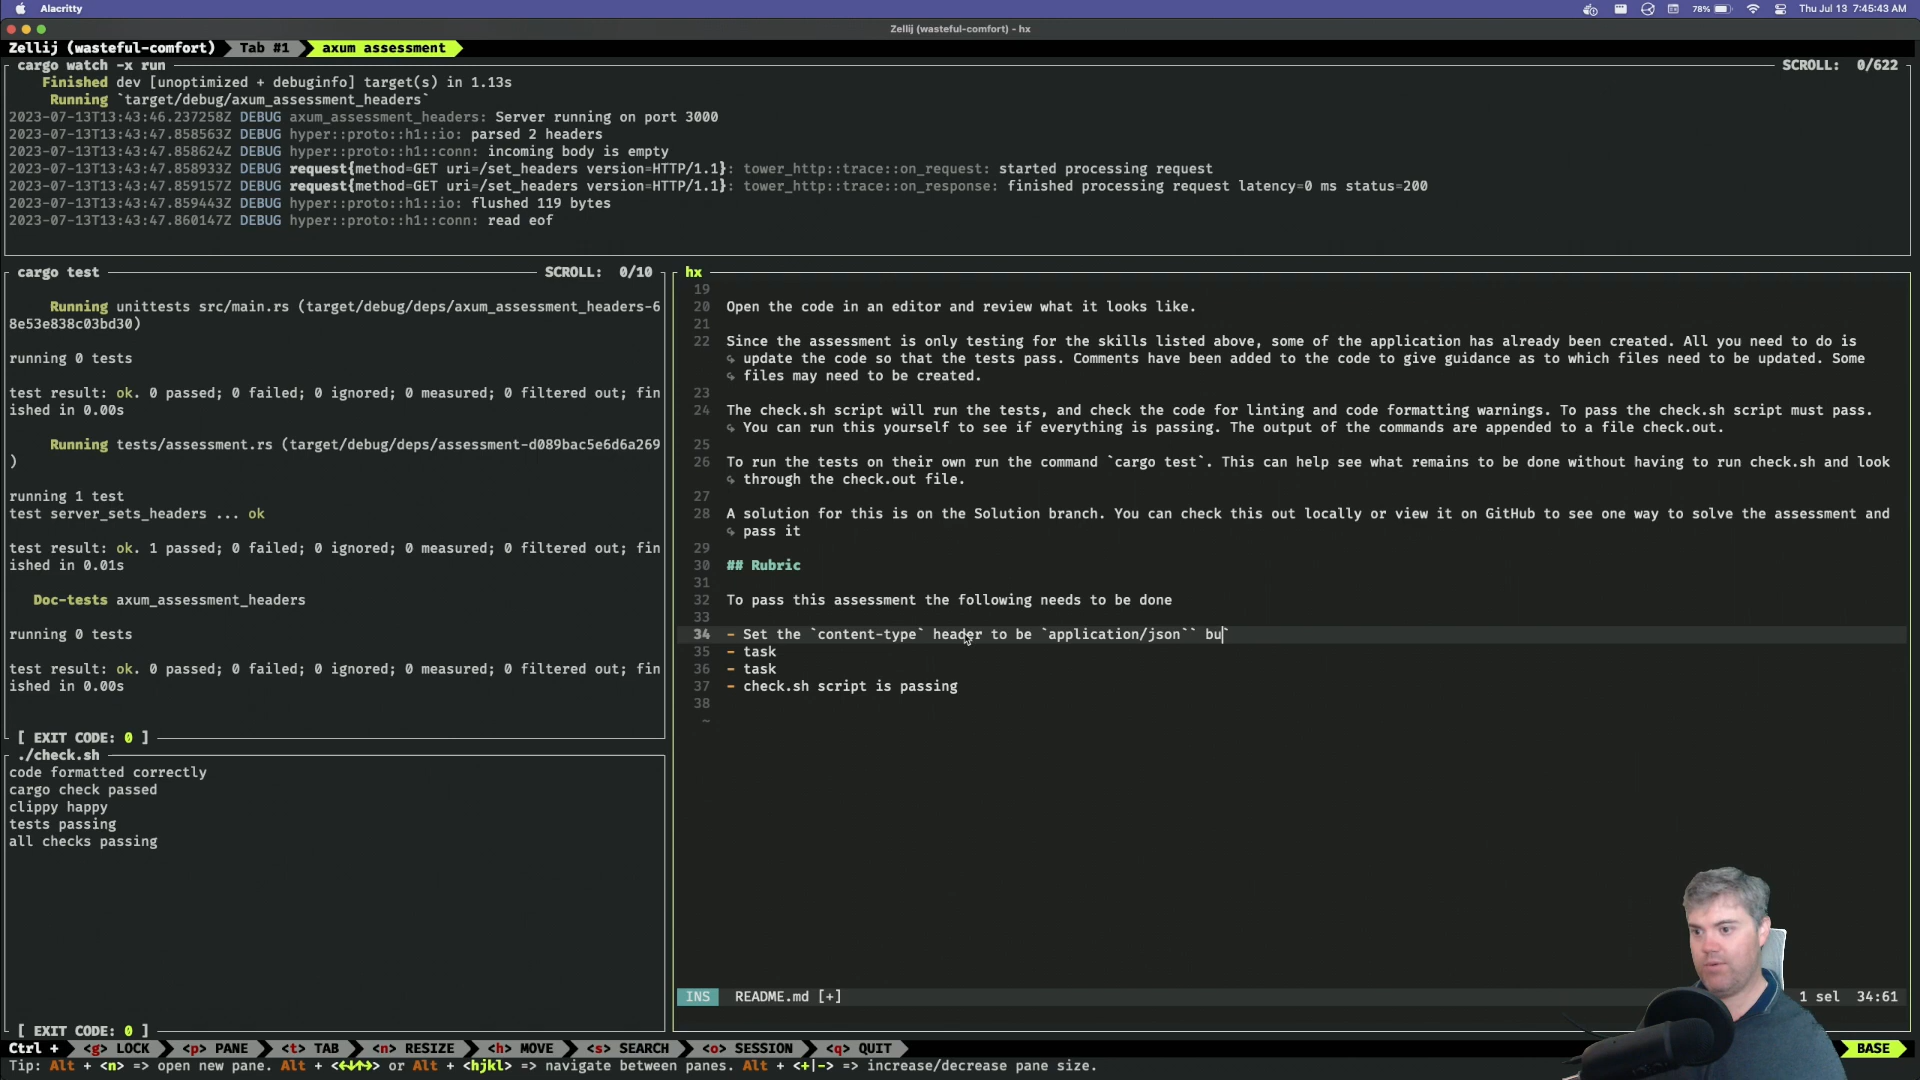 Alacritty
78% Thu Jul 13 7:45:43 AM
Zellij (wasteful-comfort) - hx
Zellij (wasteful-comfort) Tab #1 axum assessment
cargo watch -x run SCROLL: 0/622
Finished dev [unoptimized + debuginfo] target(s) in 1.13s
Running `target/debug/axum_assessment_headers`
2023-07-13T13:43:46.237258Z DEBUG axum_assessment_headers: Server running on port 3000
2023-07-13T13:43:47.858563Z DEBUG hyper::proto::h1::io: parsed 2 headers
2023-07-13T13:43:47.858624Z DEBUG hyper::proto::h1::conn: incoming body is empty
2023-07-13T13:43:47.858933Z DEBUG request{method=GET uri=/set_headers version=HTTP/1.1}: tower_http::trace::on_request: started processing request
2023-07-13T13:43:47.859157Z DEBUG request{method=GET uri=/set_headers version=HTTP/1.1}: tower_http::trace::on_response: finished processing request latency=0 ms status=200
2023-07-13T13:43:47.859443Z DEBUG hyper::proto::h1::io: flushed 119 bytes
2023-07-13T13:43:47.860147Z DEBUG hyper::proto::h1::conn: read eof
cargo test SCROLL: 0/10
Running unittests src/main.rs (target/debug/deps/axum_assessment_headers-6
8e53e838c03bd30)
running 0 tests
test result: ok. 0 passed; 0 failed; 0 ignored; 0 measured; 0 filtered out; fin
ished in 0.00s
Running tests/assessment.rs (target/debug/deps/assessment-d089bac5e6d6a269
)
running 1 test
test server_sets_headers ... ok
test result: ok. 1 passed; 0 failed; 0 ignored; 0 measured; 0 filtered out; fin
ished in 0.01s
Doc-tests axum_assessment_headers
running 0 tests
test result: ok. 0 passed; 0 failed; 0 ignored; 0 measured; 0 filtered out; fin
ished in 0.00s
[ EXIT CODE: 0 ]
./check.sh
code formatted correctly
cargo check passed
clippy happy
tests passing
all checks passing
[ EXIT CODE: 0 ]
hx
19
20 Open the code in an editor and review what it looks like.
21
22 Since the assessment is only testing for the skills listed above, some of the application has already been created. All you need to do is
↪ update the code so that the tests pass. Comments have been added to the code to give guidance as to which files need to be updated. Some
↪ files may need to be created.
23
24 The check.sh script will run the tests, and check the code for linting and code formatting warnings. To pass the check.sh script must pass.
↪ You can run this yourself to see if everything is passing. The output of the commands are appended to a file check.out.
25
26 To run the tests on their own run the command `cargo test`. This can help see what remains to be done without having to run check.sh and look
↪ through the check.out file.
27
28 A solution for this is on the Solution branch. You can check this out locally or view it on GitHub to see one way to solve the assessment and
↪ pass it
29
30 ## Rubric
31
32 To pass this assessment the following needs to be done
33
34 - Set the `content-type` header to be `application/json`` bu`
35 - task
36 - task
37 - check.sh script is passing
38
~
INS README.md [+] 1 sel 34:61
Ctrl + <g> LOCK <p> PANE <t> TAB <n> RESIZE <h> MOVE <s> SEARCH <o> SESSION <q> QUIT BASE
Tip: Alt + <n> => open new pane. Alt + <←↓↑→> or Alt + <hjkl> => navigate between panes. Alt + <+|-> => increase/decrease pane size.